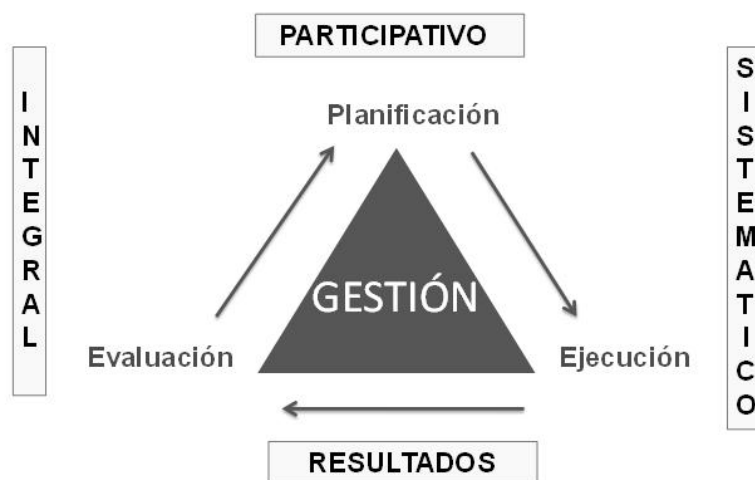 PARTICIPATIVO
INTEGRAL
SISTEMATICO
Planificación
GESTIÓN
Evaluación
Ejecución
RESULTADOS